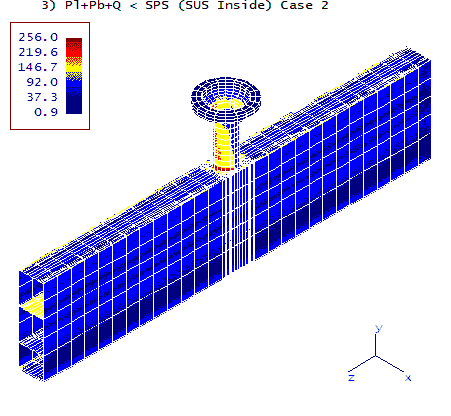 3) Pl+Pb+Q < SPS (SUS Inside) Case 2
256.0
219.6
146.7
92.0
37.3
0.9
y
z x